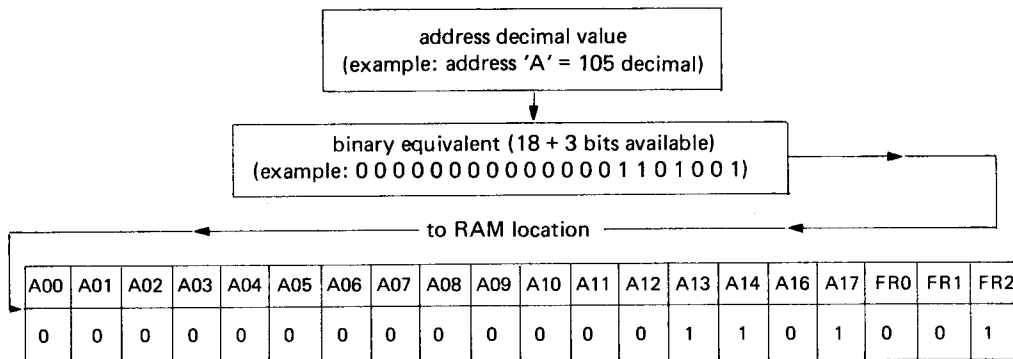 address decimal value
(example: address 'A' = 105 decimal)
binary equivalent (18 + 3 bits available)
(example: 0 0 0 0 0 0 0 0 0 0 0 0 0 0 1 1 0 1 0 0 1)
to RAM location
A00 A01 A02 A03 A04 A05 A06 A07 A08 A09 A10 A11 A12 A13 A14 A16 A17 FR0 FR1 FR2
0 0 0 0 0 0 0 0 0 0 0 0 0 1 1 0 1 0 0 1